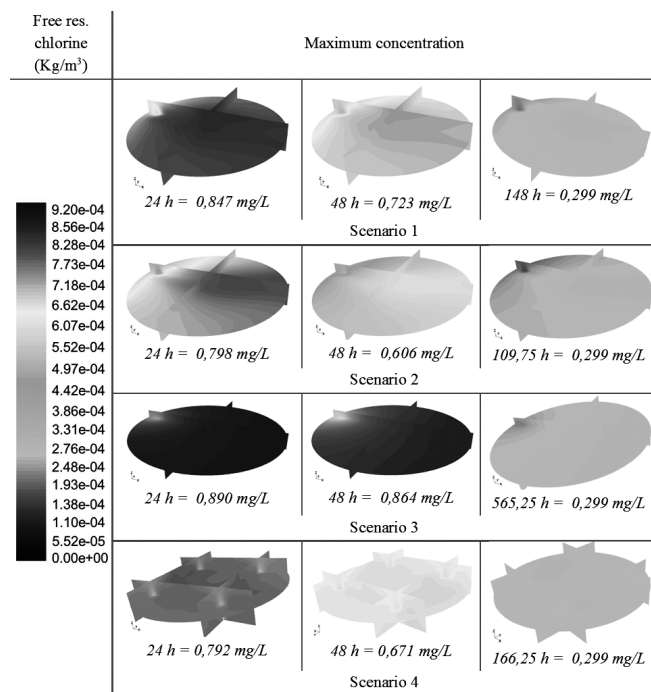 Free res.
chlorine
(Kg/m³)
Maximum concentration
24 h = 0,847 mg/L
48 h = 0,723 mg/L
148 h = 0,299 mg/L
Scenario 1
9.20e-04
8.56e-04
8.28e-04
7.73e-04
7.18e-04
6.62e-04
6.07e-04
5.52e-04
4.97e-04
4.42e-04
3.86e-04
3.31e-04
2.76e-04
2.48e-04
1.93e-04
1.38e-04
1.10e-04
5.52e-05
0.00e+00
24 h = 0,798 mg/L
48 h = 0,606 mg/L
109,75 h = 0,299 mg/L
Scenario 2
24 h = 0,890 mg/L
48 h = 0,864 mg/L
565,25 h = 0,299 mg/L
Scenario 3
24 h = 0,792 mg/L
48 h = 0,671 mg/L
166,25 h = 0,299 mg/L
Scenario 4